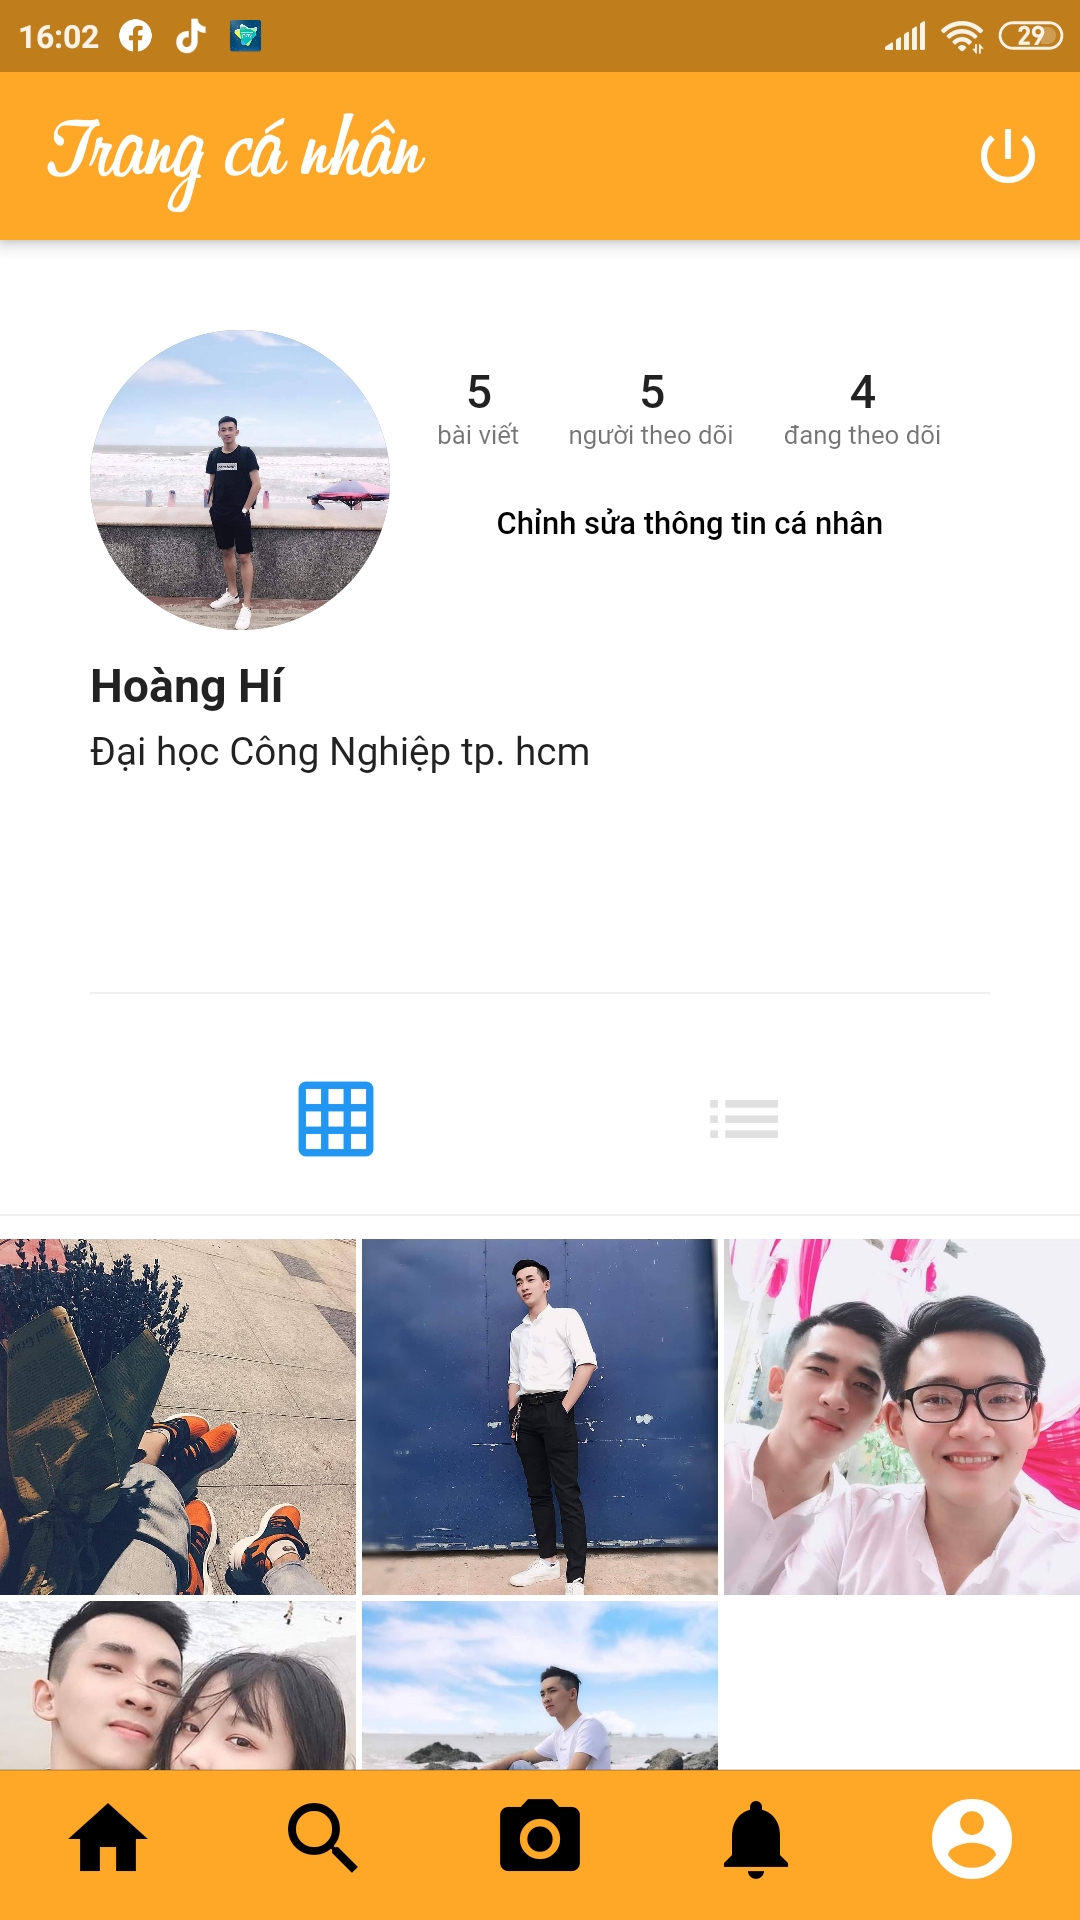 16:02
29
Trang cá nhân
5 5 4
bài viết người theo dõi đang theo dõi
Chỉnh sửa thông tin cá nhân
Hoàng Hí
Đại học Công Nghiệp tp. hcm